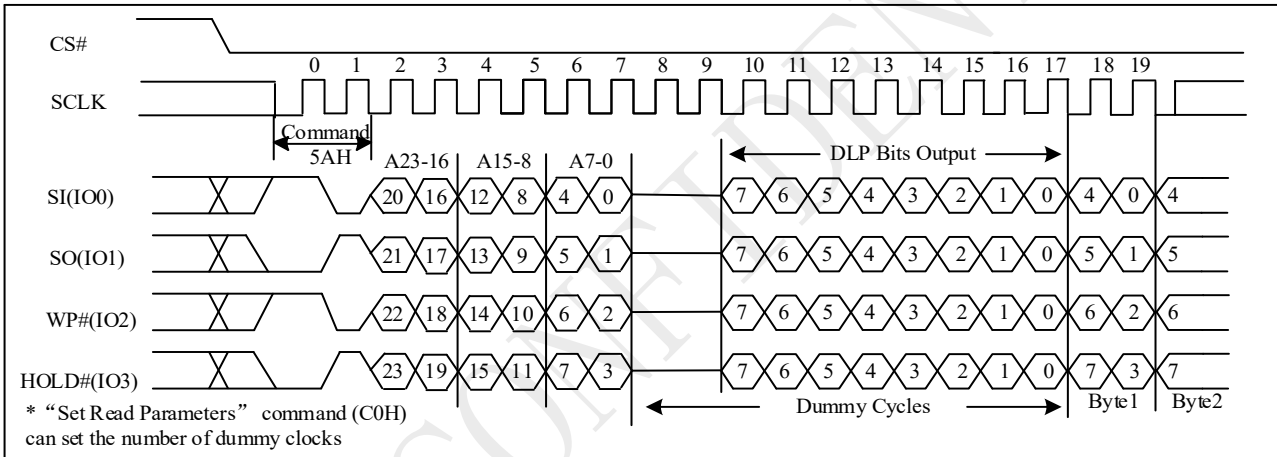 CS#
0 1 2 3 4 5 6 7 8 9 10 11 12 13 14 15 16 17 18 19
SCLK
Command
5AH
A23-16 A15-8 A7-0 DLP Bits Output
SI(IO0) 20 16 12 8 4 0 7 6 5 4 3 2 1 0 4 0 4
SO(IO1) 21 17 13 9 5 1 7 6 5 4 3 2 1 0 5 1 5
WP#(IO2) 22 18 14 10 6 2 7 6 5 4 3 2 1 0 6 2 6
HOLD#(IO3) 23 19 15 11 7 3 7 6 5 4 3 2 1 0 7 3 7
Dummy Cycles Byte1 Byte2
* “Set Read Parameters” command (C0H)
can set the number of dummy clocks
CONFIDENTIAL